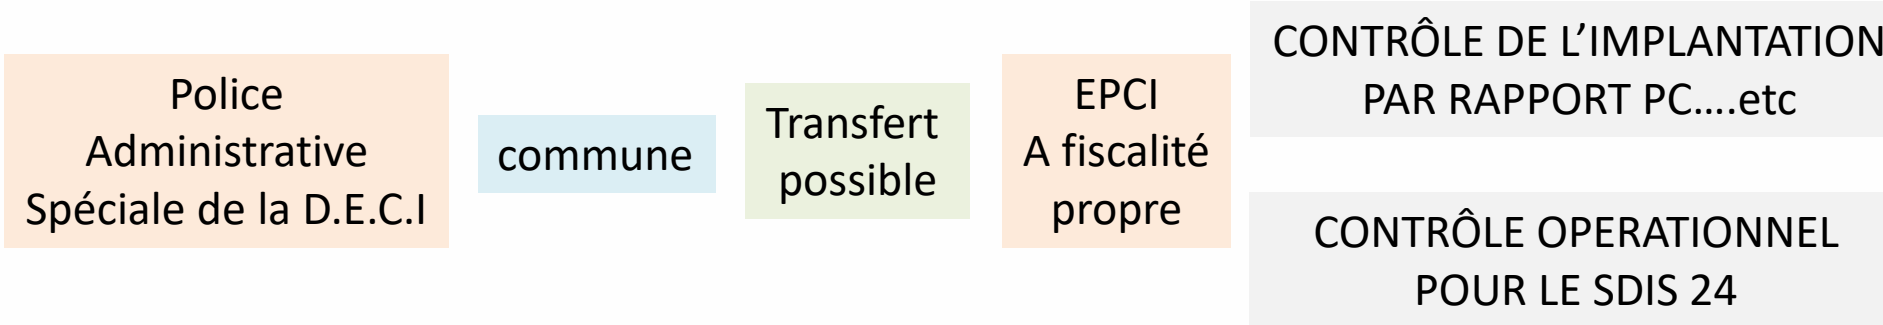 Police
Administrative
Spéciale de la D.E.C.I
commune
Transfert
possible
EPCI
A fiscalité
propre
CONTRÔLE DE L’IMPLANTATION
PAR RAPPORT PC....etc
CONTRÔLE OPERATIONNEL
POUR LE SDIS 24